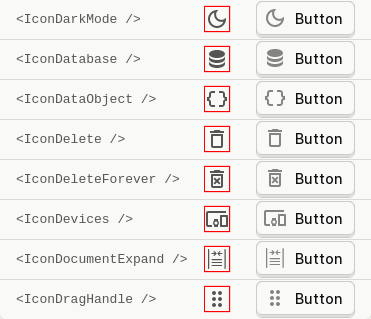 <IconDarkMode /> Button
<IconDatabase /> Button
<IconDataObject /> Button
<IconDelete /> Button
<IconDeleteForever /> Button
<IconDevices /> Button
<IconDocumentExpand /> Button
<IconDragHandle /> Button